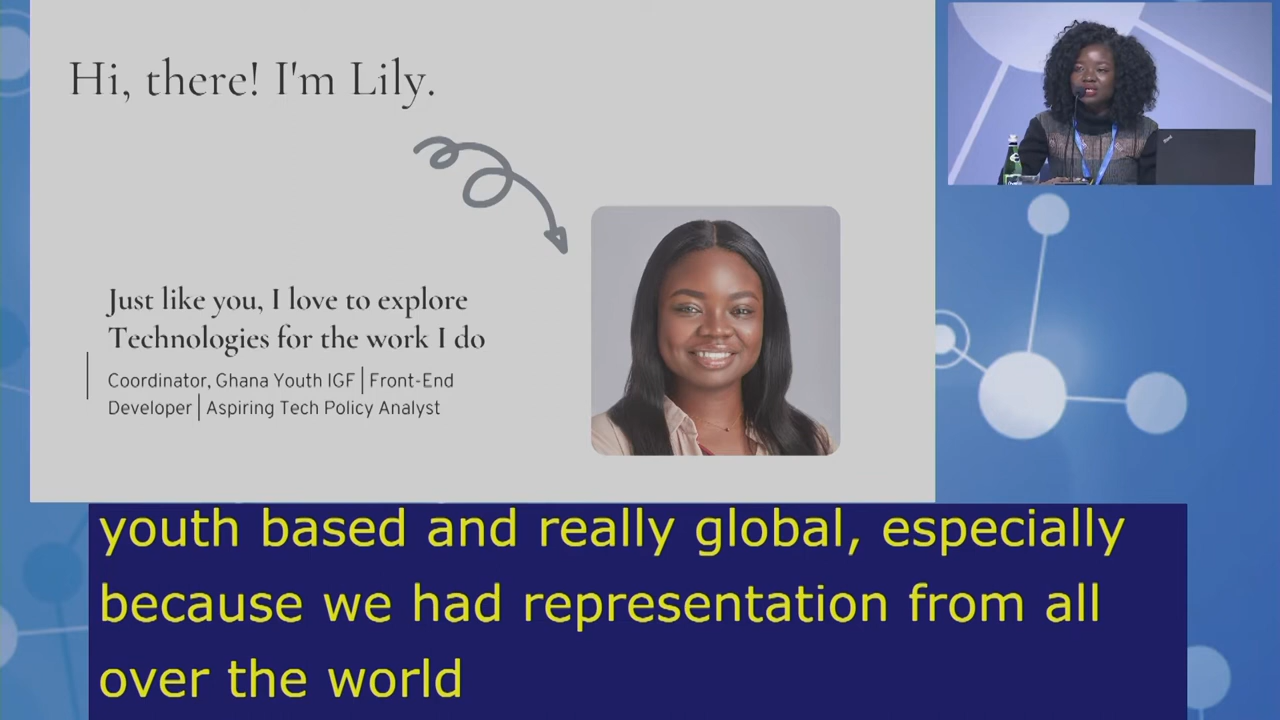 Hi, there! I'm Lily.
Just like you, I love to explore
Technologies for the work I do
Coordinator, Ghana Youth IGF | Front-End
Developer | Aspiring Tech Policy Analyst
youth based and really global, especially
because we had representation from all
over the world